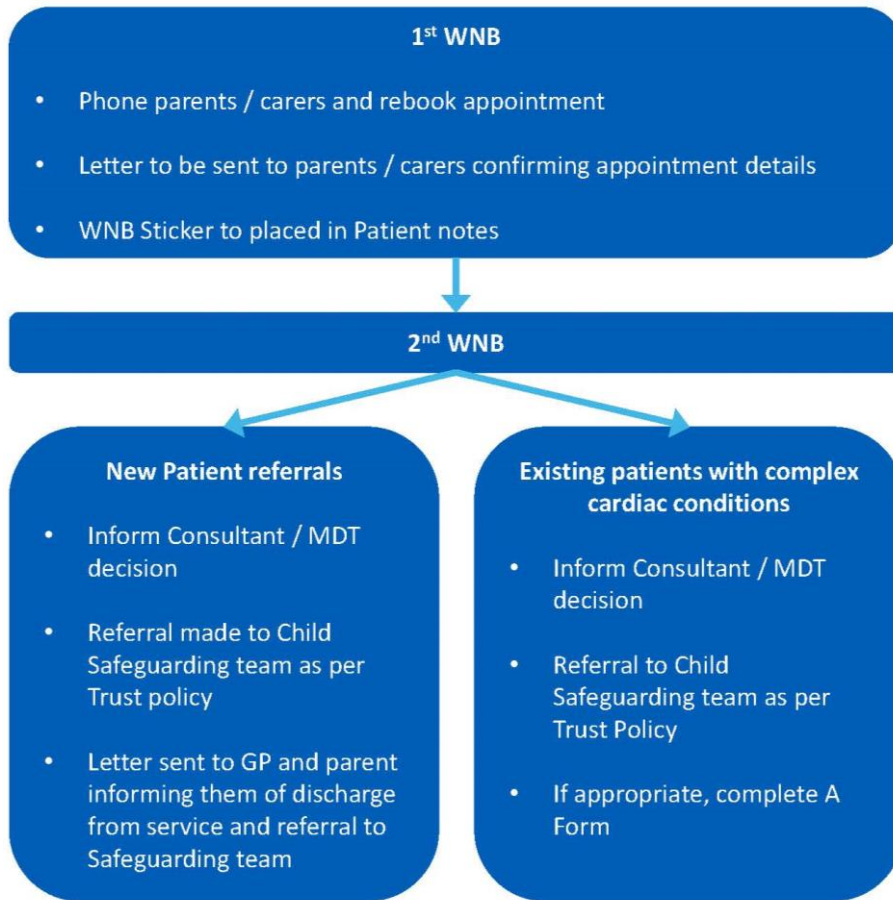 1st WNB
• Phone parents / carers and rebook appointment
• Letter to be sent to parents / carers confirming appointment details
• WNB Sticker to placed in Patient notes
2nd WNB
New Patient referrals
• Inform Consultant / MDT
decision
• Referral made to Child
Safeguarding team as per
Trust policy
• Letter sent to GP and parent
informing them of discharge
from service and referral to
Safeguarding team
Existing patients with complex
cardiac conditions
• Inform Consultant / MDT
decision
• Referral to Child
Safeguarding team as per
Trust Policy
• If appropriate, complete A
Form